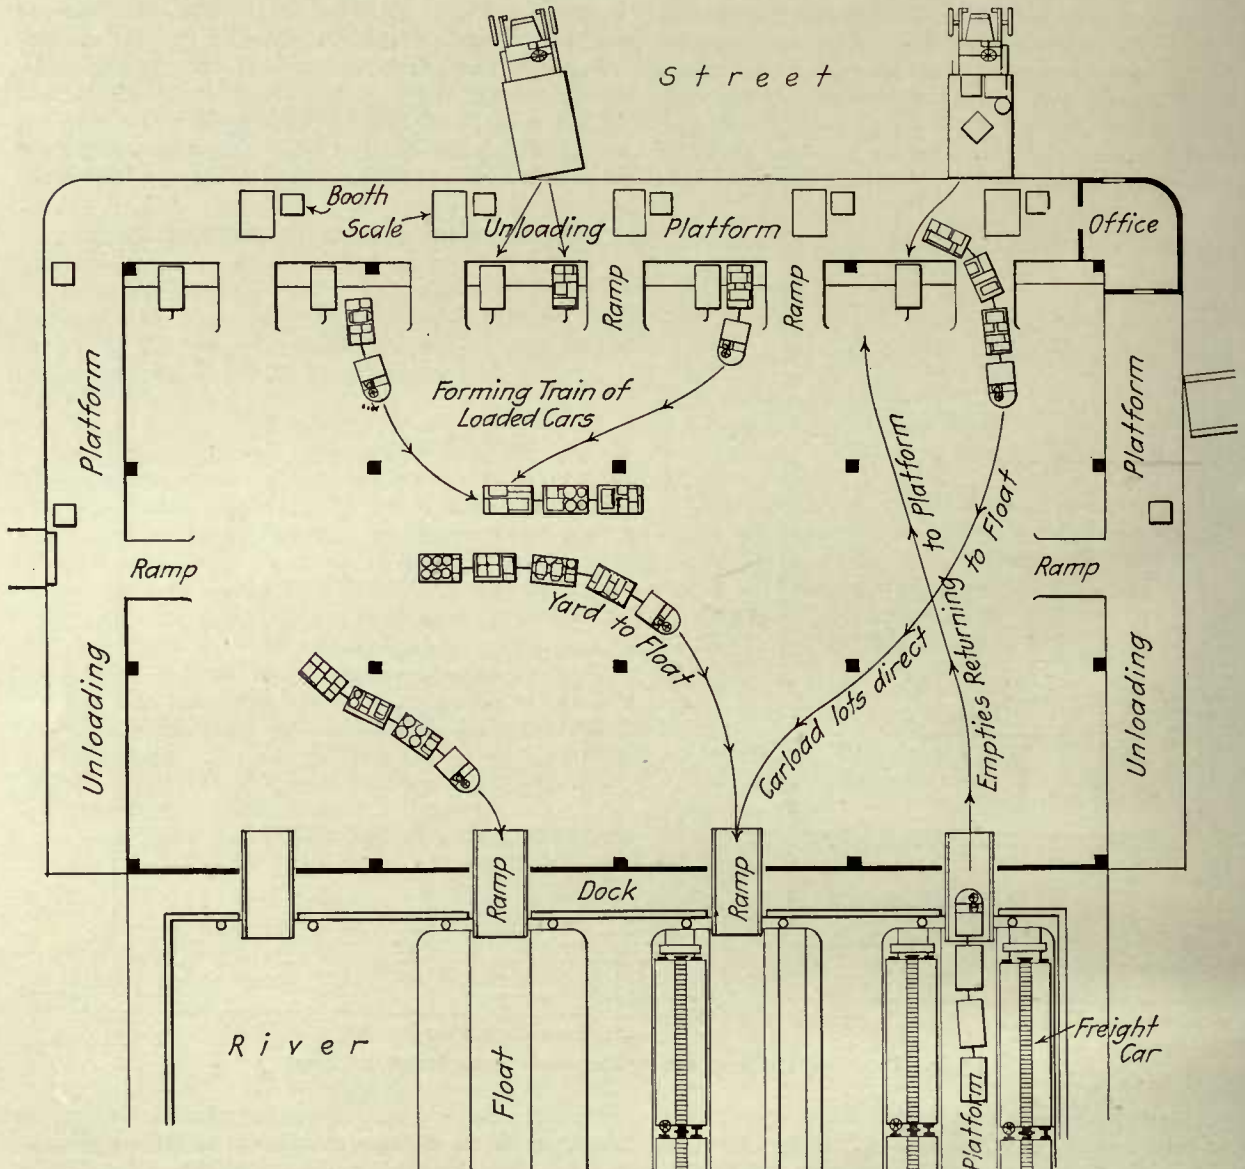 Street
Booth
Scale
Unloading Platform
Office
Ramp
Ramp
Platform
Forming Train of
Loaded Cars
Platform
Ramp
Ramp
Yard to Float
Carload lots direct to Float
Empties Returning to Platform
Unloading
Unloading
Ramp
Ramp
Dock
River
Float
Freight
Car
Platform